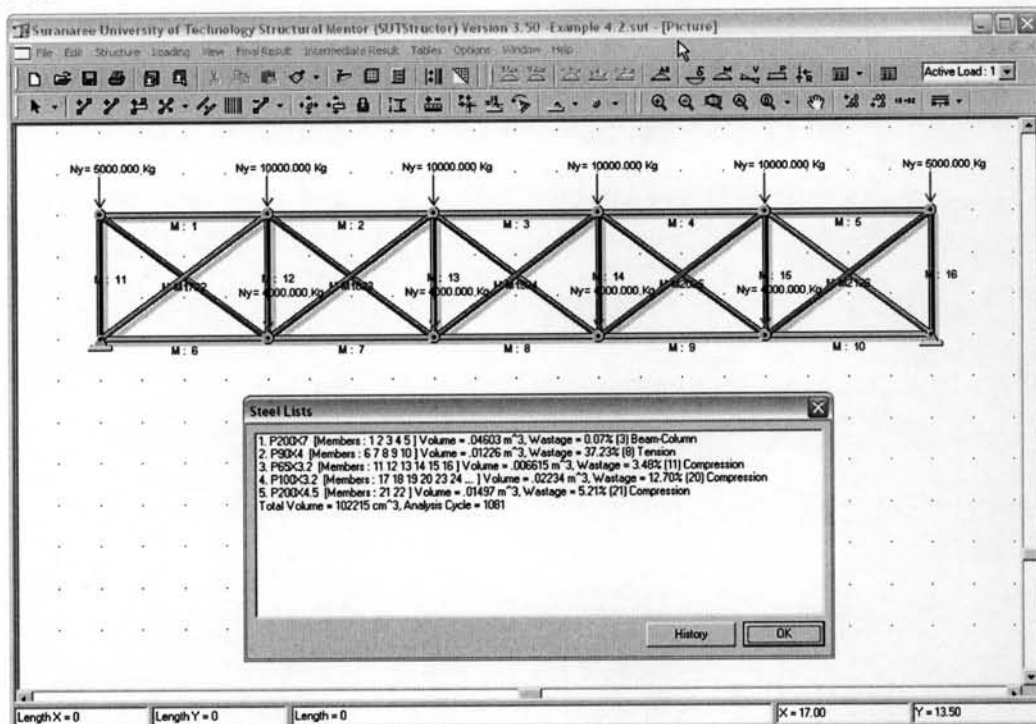 Suranaree University of Technology Structural Mentor (SUTStructor) Version 3.50 -Example 4.2.sut - [Picture]
File Edit Structure Loading View Final Result Intermediate Result Tables Options Window Help
Active Load : 1
Ny= 5000.000 Kg Ny= 10000.000 Kg Ny= 10000.000 Kg Ny= 10000.000 Kg Ny= 10000.000 Kg Ny= 5000.000 Kg
M : 1 M : 2 M : 3 M : 4 M : 5
M : 11 12 13 14 15 16
Ny= 4000.000 Kg Ny= 4000.000 Kg Ny= 4000.000 Kg Ny= 4000.000 Kg
M : 6 M : 7 M : 8 M : 9 M : 10
Steel Lists
1. P200X7 [Members : 1 2 3 4 5 ] Volume = .04603 m^3, Wastage = 0.07% (3) Beam-Column
2. P90X4 [Members : 6 7 8 9 10 ] Volume = .01226 m^3, Wastage = 37.23% (8) Tension
3. P65X3.2 [Members : 11 12 13 14 15 16 ] Volume = .006615 m^3, Wastage = 3.48% (11) Compression
4. P100X3.2 [Members : 17 18 19 20 23 24 ... ] Volume = .02234 m^3, Wastage = 12.70% (20) Compression
5. P200X4.5 [Members : 21 22 ] Volume = .01497 m^3, Wastage = 5.21% (21) Compression
Total Volume = 102215 cm^3, Analysis Cycle = 1081
History OK
Length X = 0 Length Y = 0 Length = 0 X = 17.00 Y = 13.50